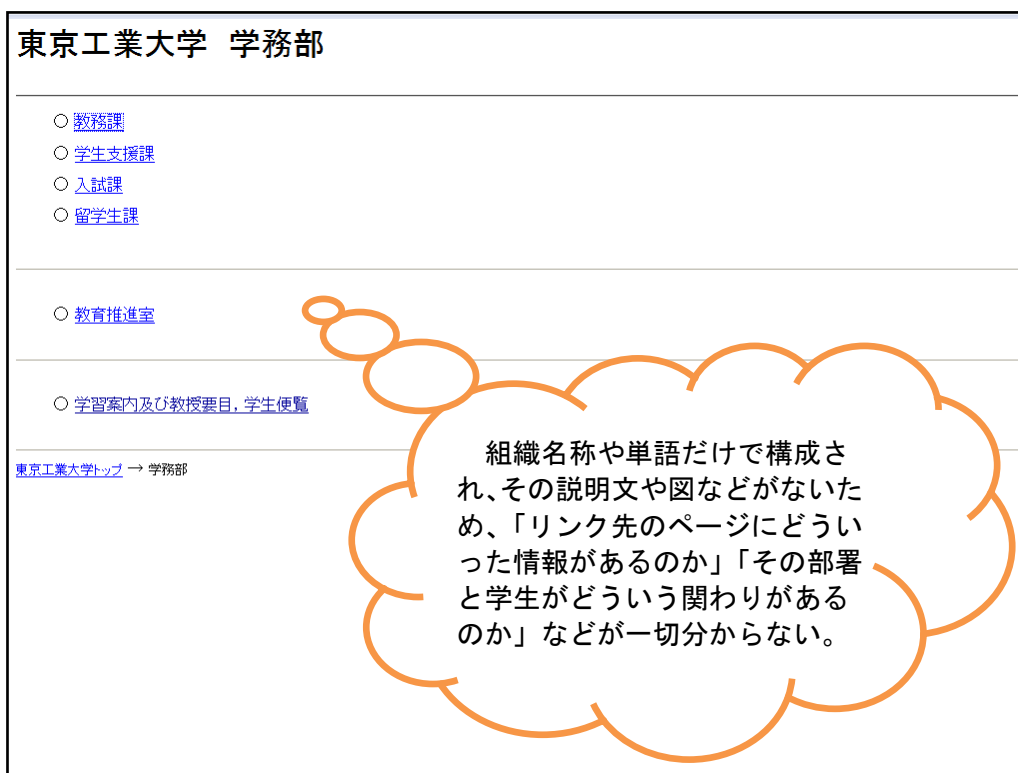 東京工業大学 学務部
○ 教務課
○ 学生支援課
○ 入試課
○ 留学生課
○ 教育推進室
○ 学習案内及び教授要目，学生便覧
東京工業大学トップ → 学務部
組織名称や単語だけで構成さ
れ、その説明文や図などがないた
め、「リンク先のページにどうい
った情報があるのか」「その部署
と学生がどういう関わりがある
のか」などが一切分からない。